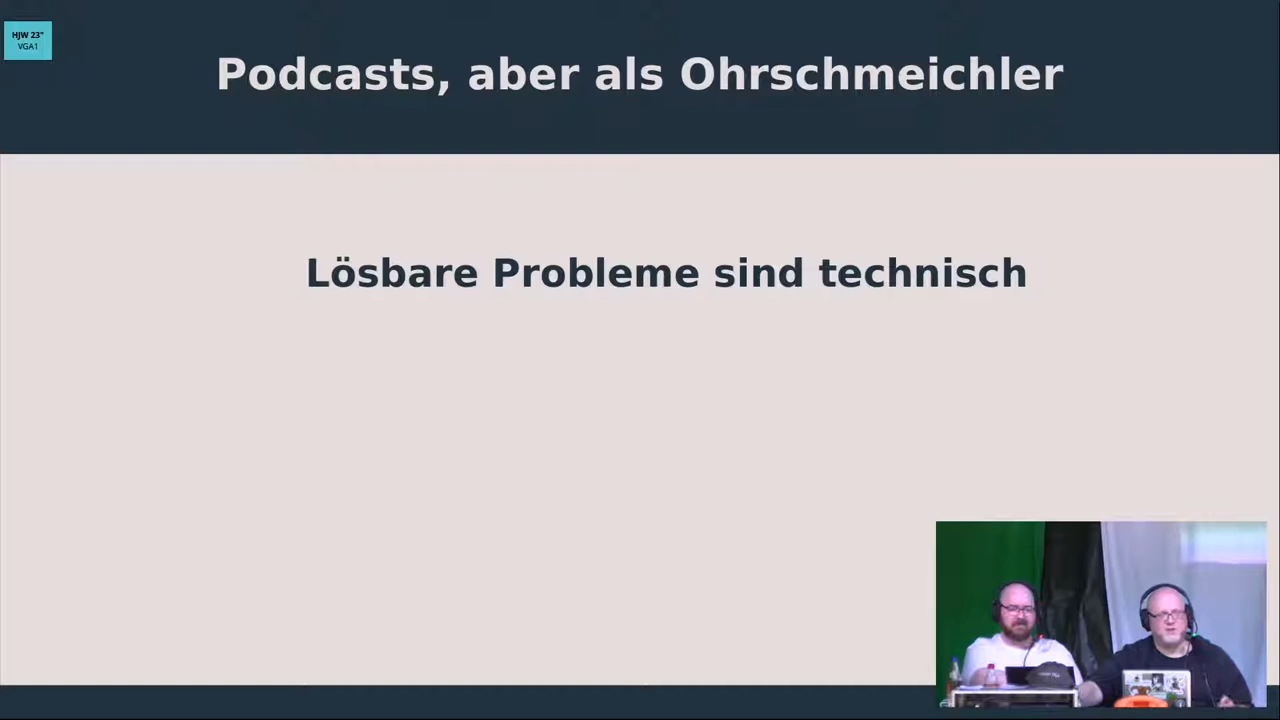 HJW 23"
VGA1
Podcasts, aber als Ohrschmeichler
Lösbare Probleme sind technisch